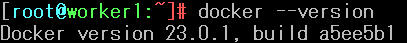 [root@worker1:~]# docker --version
Docker version 23.0.1, build a5ee5b1